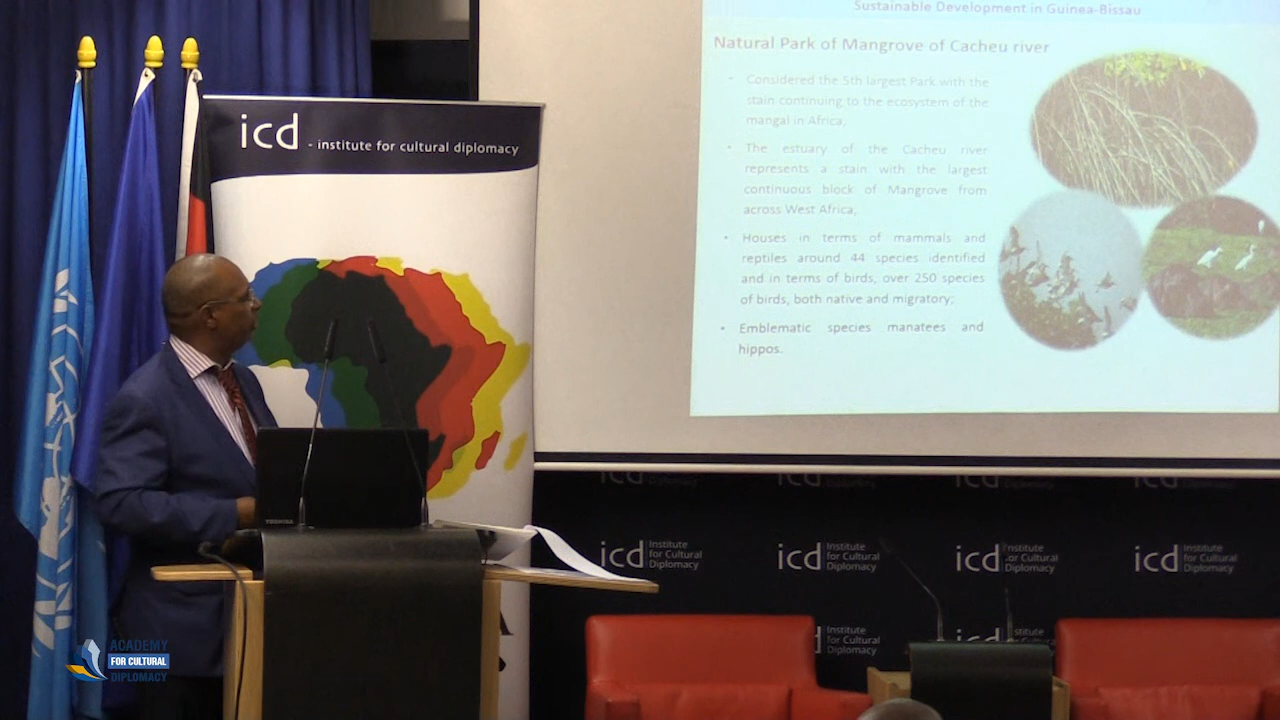 Sustainable Development in Guinea-Bissau
Natural Park of Mangrove of Cacheu river
• Considered the 5th largest Park with the
stain continuing to the ecosystem of the
mangal in Africa,
• The estuary of the Cacheu river
represents a stain with the largest
continuous block of Mangrove from
across West Africa,
• Houses in terms of mammals and
reptiles around 44 species identified
and in terms of birds, over 250 species
of birds, both native and migratory;
• Emblematic species manatees and
hippos.
icd - institute for cultural diplomacy
TOSHIBA
icd Institute
for Cultural
Diplomacy
icd Institute
for Cultural
Diplomacy
icd Institute
for Cultural
Diplomacy
icd Institute
for Cultural
Diplomacy
Institute
for Cultural
Diplomacy
ACADEMY
FOR CULTURAL
DIPLOMACY